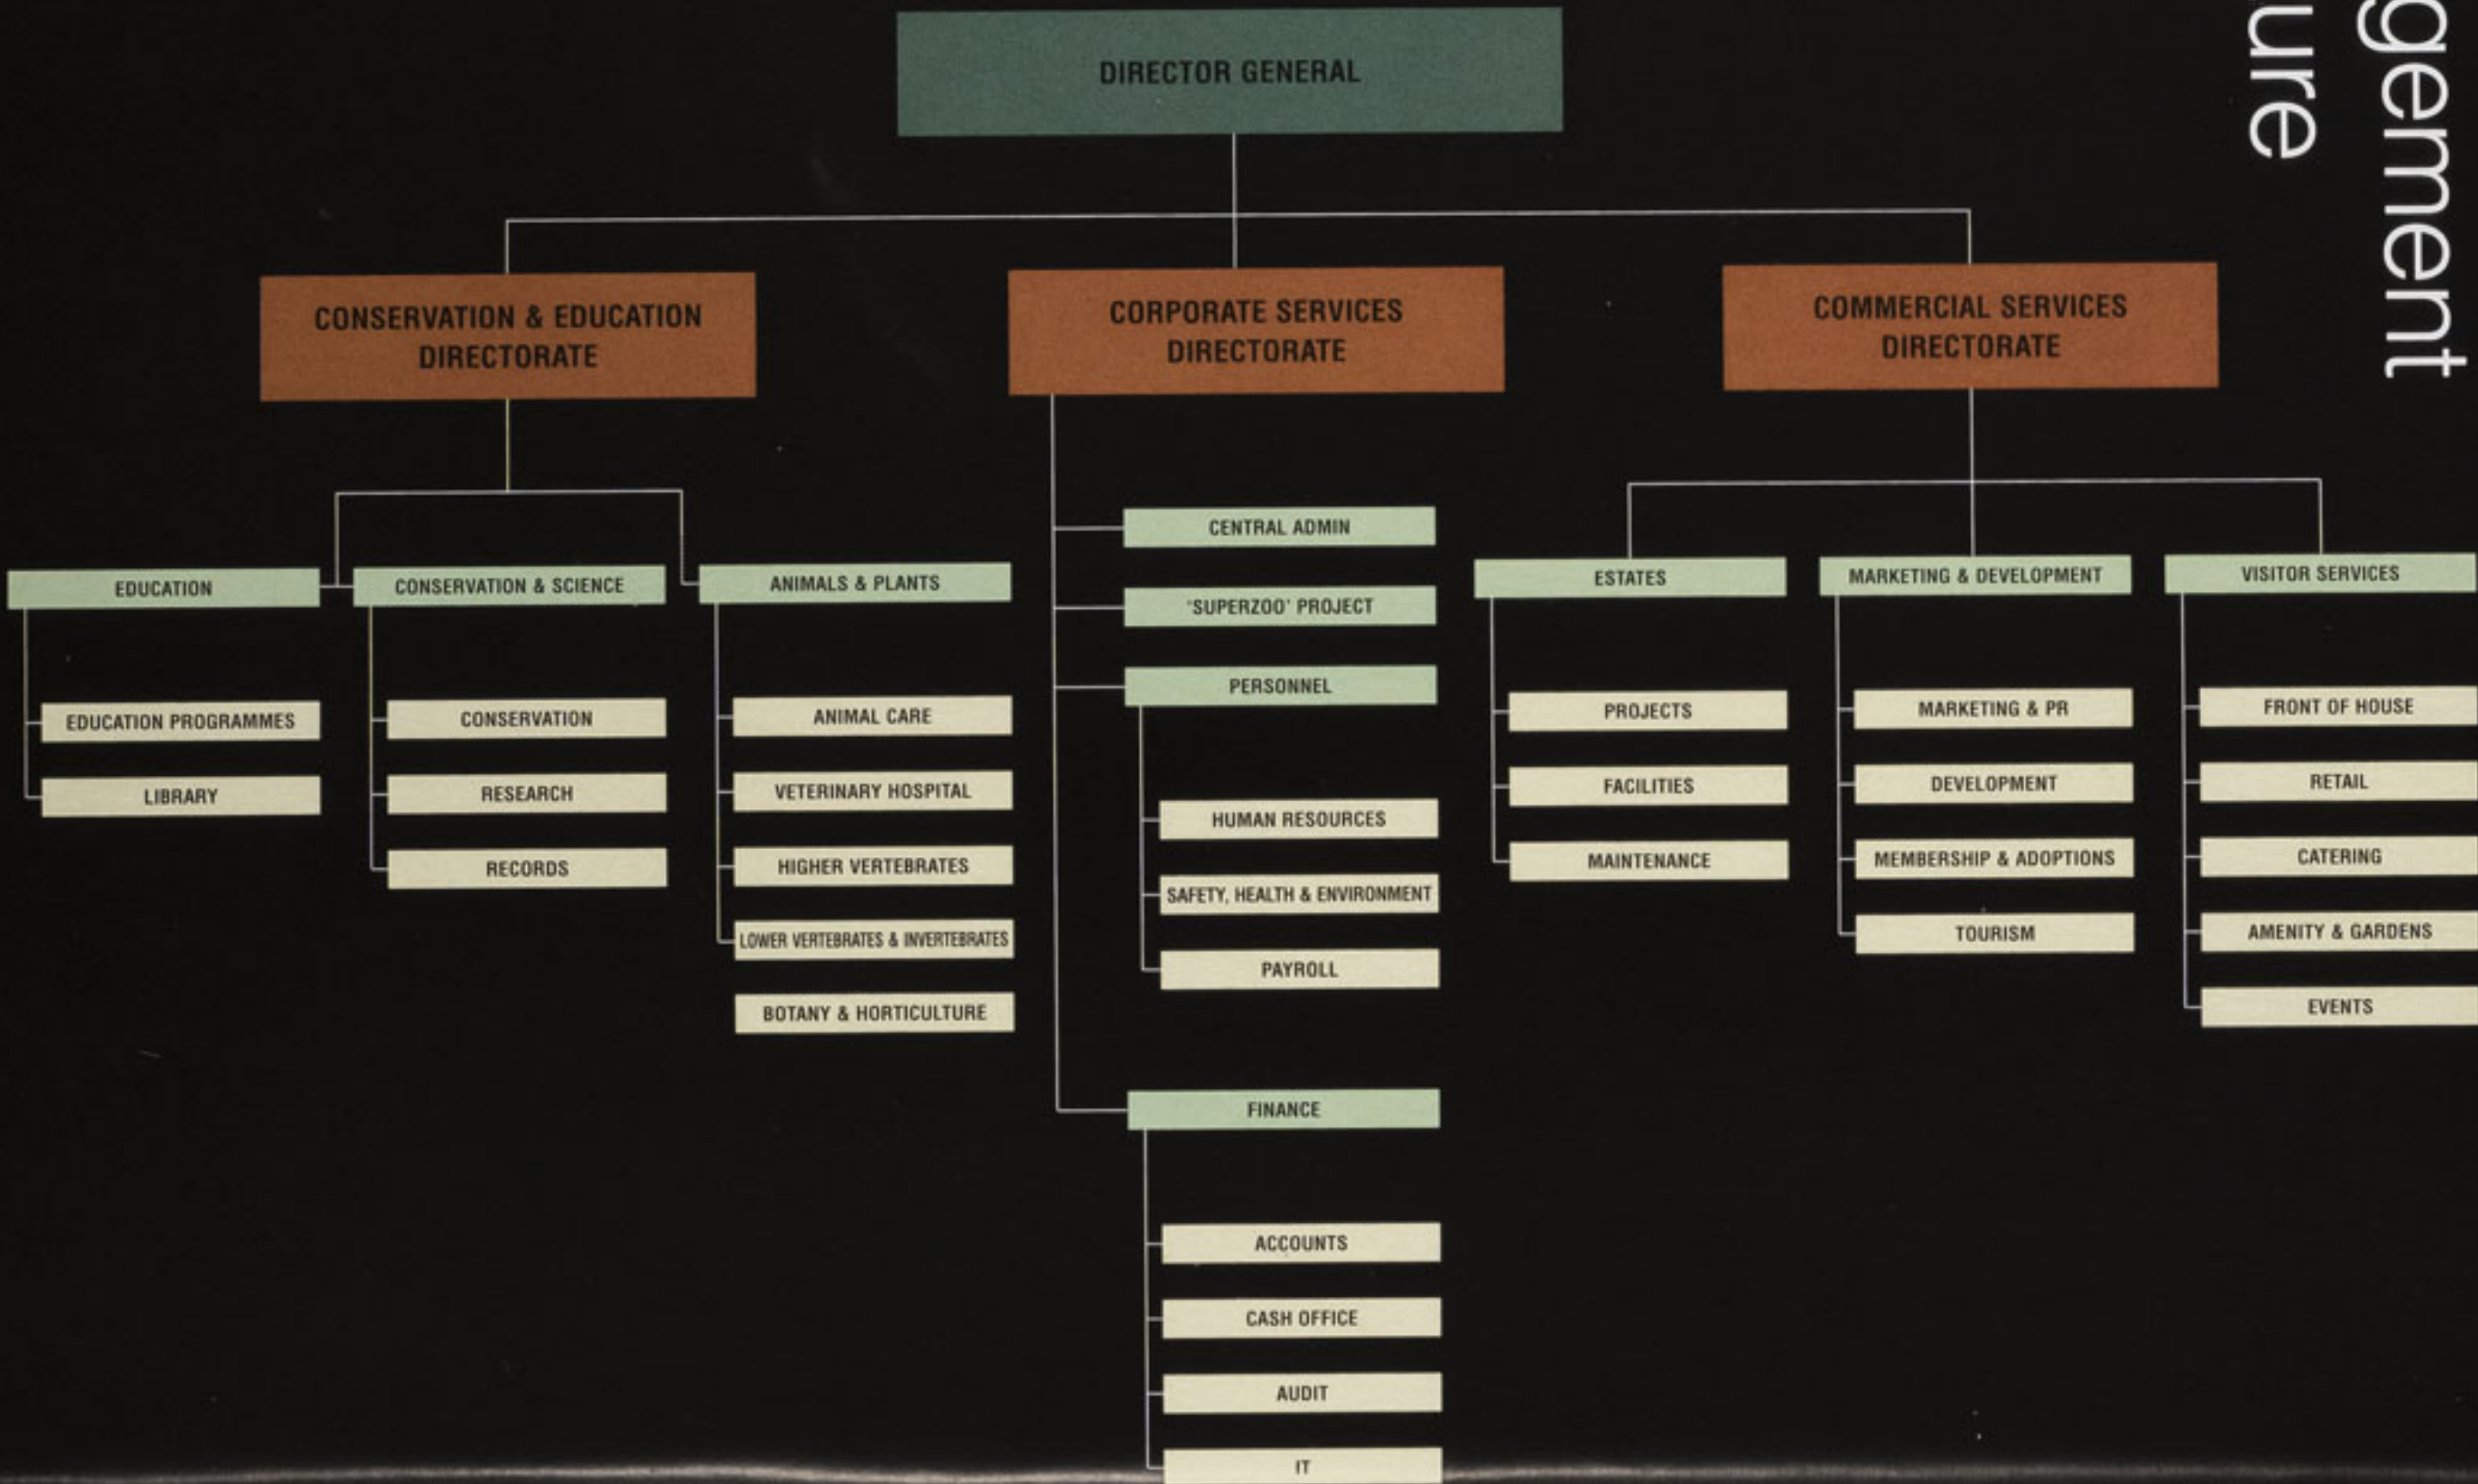 gement
ure
DIRECTOR GENERAL
CONSERVATION & EDUCATION
DIRECTORATE
CORPORATE SERVICES
DIRECTORATE
COMMERCIAL SERVICES
DIRECTORATE
EDUCATION
EDUCATION PROGRAMMES
LIBRARY
CONSERVATION & SCIENCE
CONSERVATION
RESEARCH
RECORDS
ANIMALS & PLANTS
ANIMAL CARE
VETERINARY HOSPITAL
HIGHER VERTEBRATES
LOWER VERTEBRATES & INVERTEBRATES
BOTANY & HORTICULTURE
CENTRAL ADMIN
'SUPERZOO' PROJECT
PERSONNEL
HUMAN RESOURCES
SAFETY, HEALTH & ENVIRONMENT
PAYROLL
FINANCE
ACCOUNTS
CASH OFFICE
AUDIT
IT
ESTATES
PROJECTS
FACILITIES
MAINTENANCE
MARKETING & DEVELOPMENT
MARKETING & PR
DEVELOPMENT
MEMBERSHIP & ADOPTIONS
TOURISM
VISITOR SERVICES
FRONT OF HOUSE
RETAIL
CATERING
AMENITY & GARDENS
EVENTS